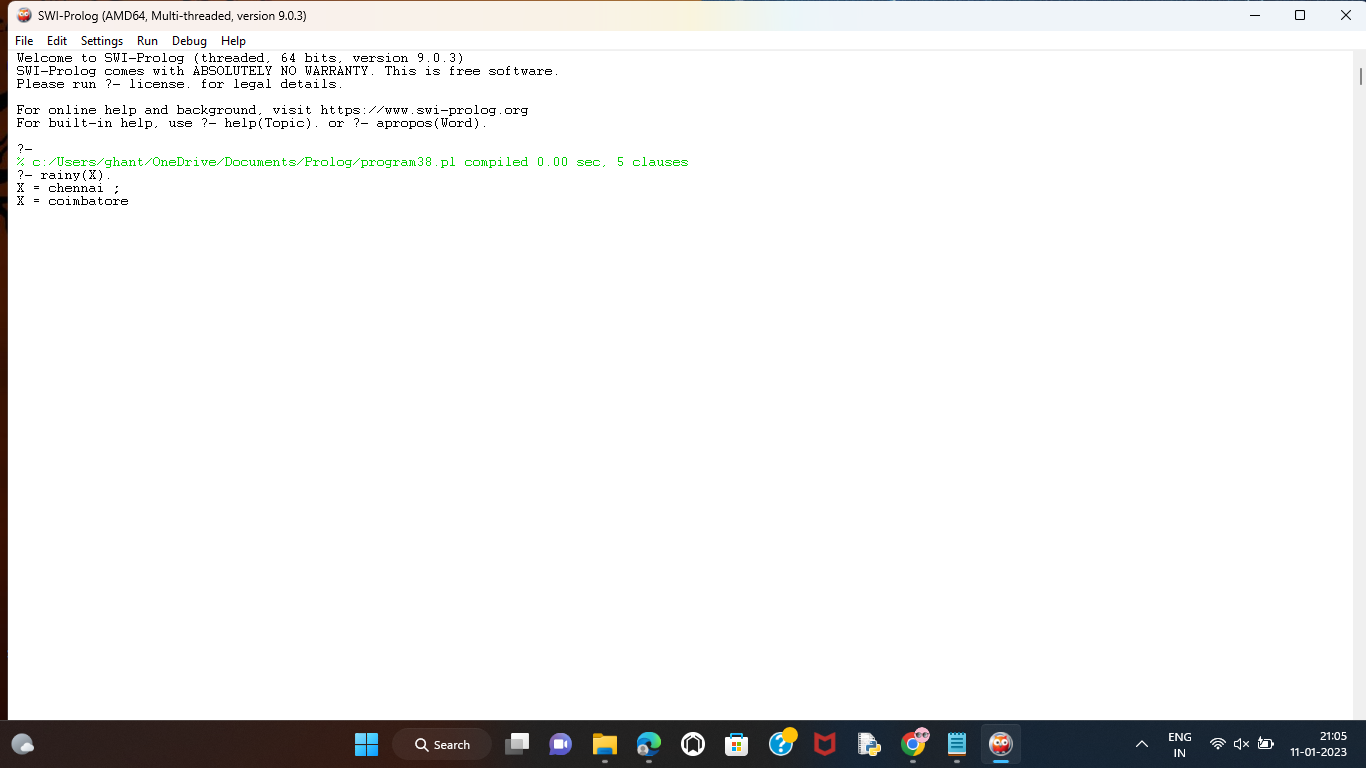 SWI-Prolog (AMD64, Multi-threaded, version 9.0.3)
File Edit Settings Run Debug Help
Welcome to SWI-Prolog (threaded, 64 bits, version 9.0.3)
SWI-Prolog comes with ABSOLUTELY NO WARRANTY. This is free software.
Please run ?- license. for legal details.
For online help and background, visit https://www.swi-prolog.org
For built-in help, use ?- help(Topic). or ?- apropos(Word).
?-
% c:/Users/ghant/OneDrive/Documents/Prolog/program38.pl compiled 0.00 sec, 5 clauses
?- rainy(X).
X = chennai ;
X = coimbatore
Search
ENG
IN
21:05
11-01-2023